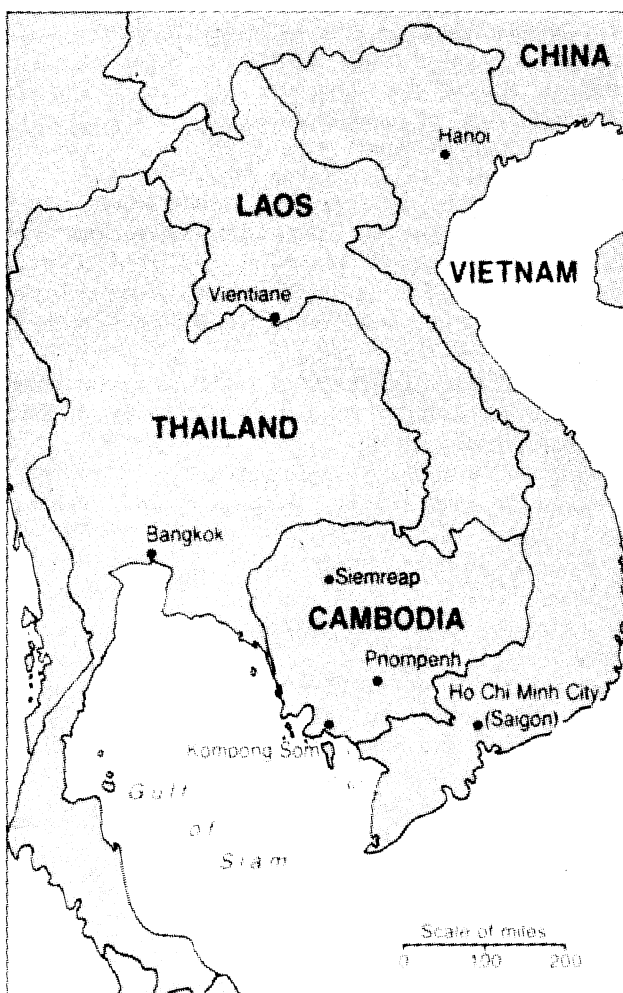 CHINA
Hanoi
LAOS
VIETNAM
Vientiane
THAILAND
Bangkok
Siemreap
CAMBODIA
Pnompenh
Ho Chi Minh City
(Saigon)
Kompong Som
Gulf
of
Siam
Scale of miles
0 100 200